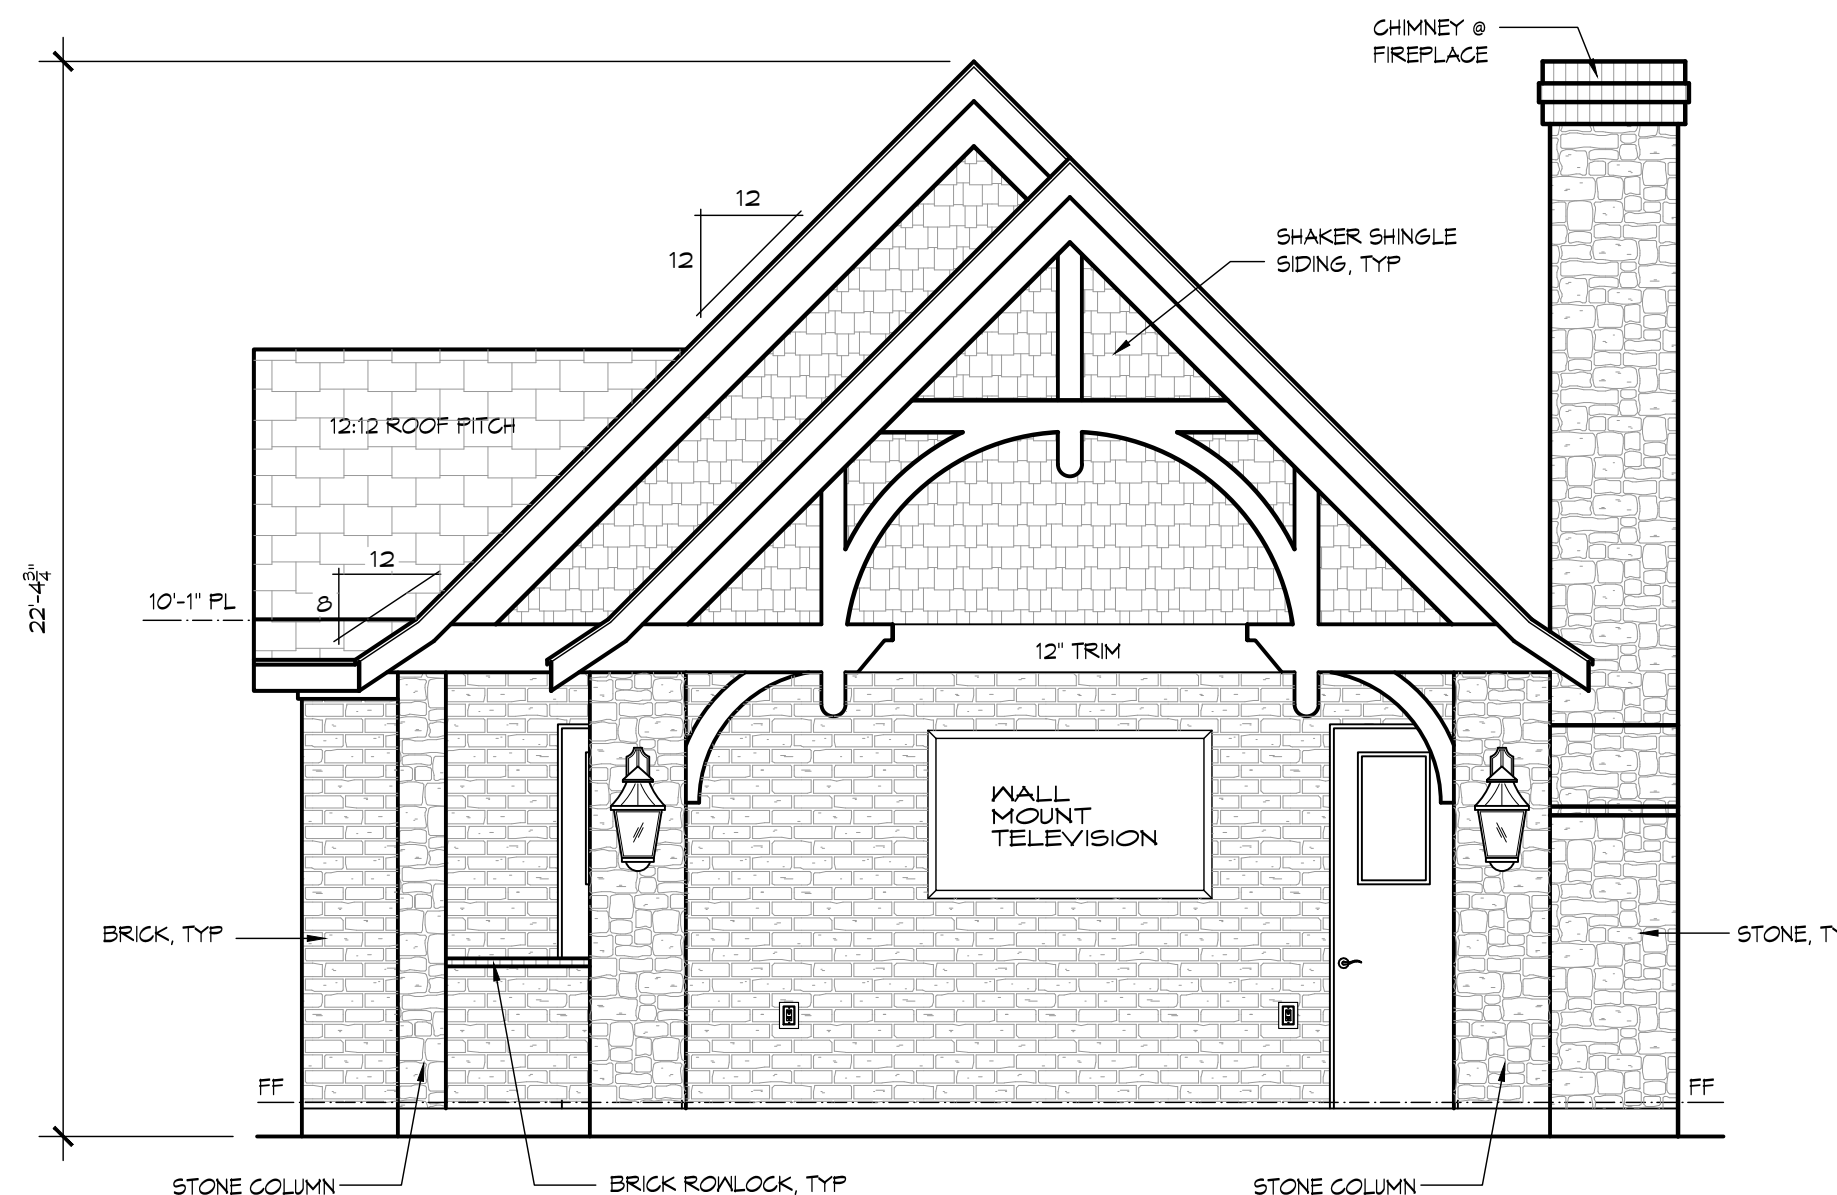 CHIMNEY @
FIREPLACE
12
12
SHAKER SHINGLE
SIDING, TYP
12:12 ROOF PITCH
12
8
10'-1" PL
22'-4¾"
12" TRIM
WALL
MOUNT
TELEVISION
BRICK, TYP
STONE, TY
FF
FF
STONE COLUMN
BRICK ROWLOCK, TYP
STONE COLUMN